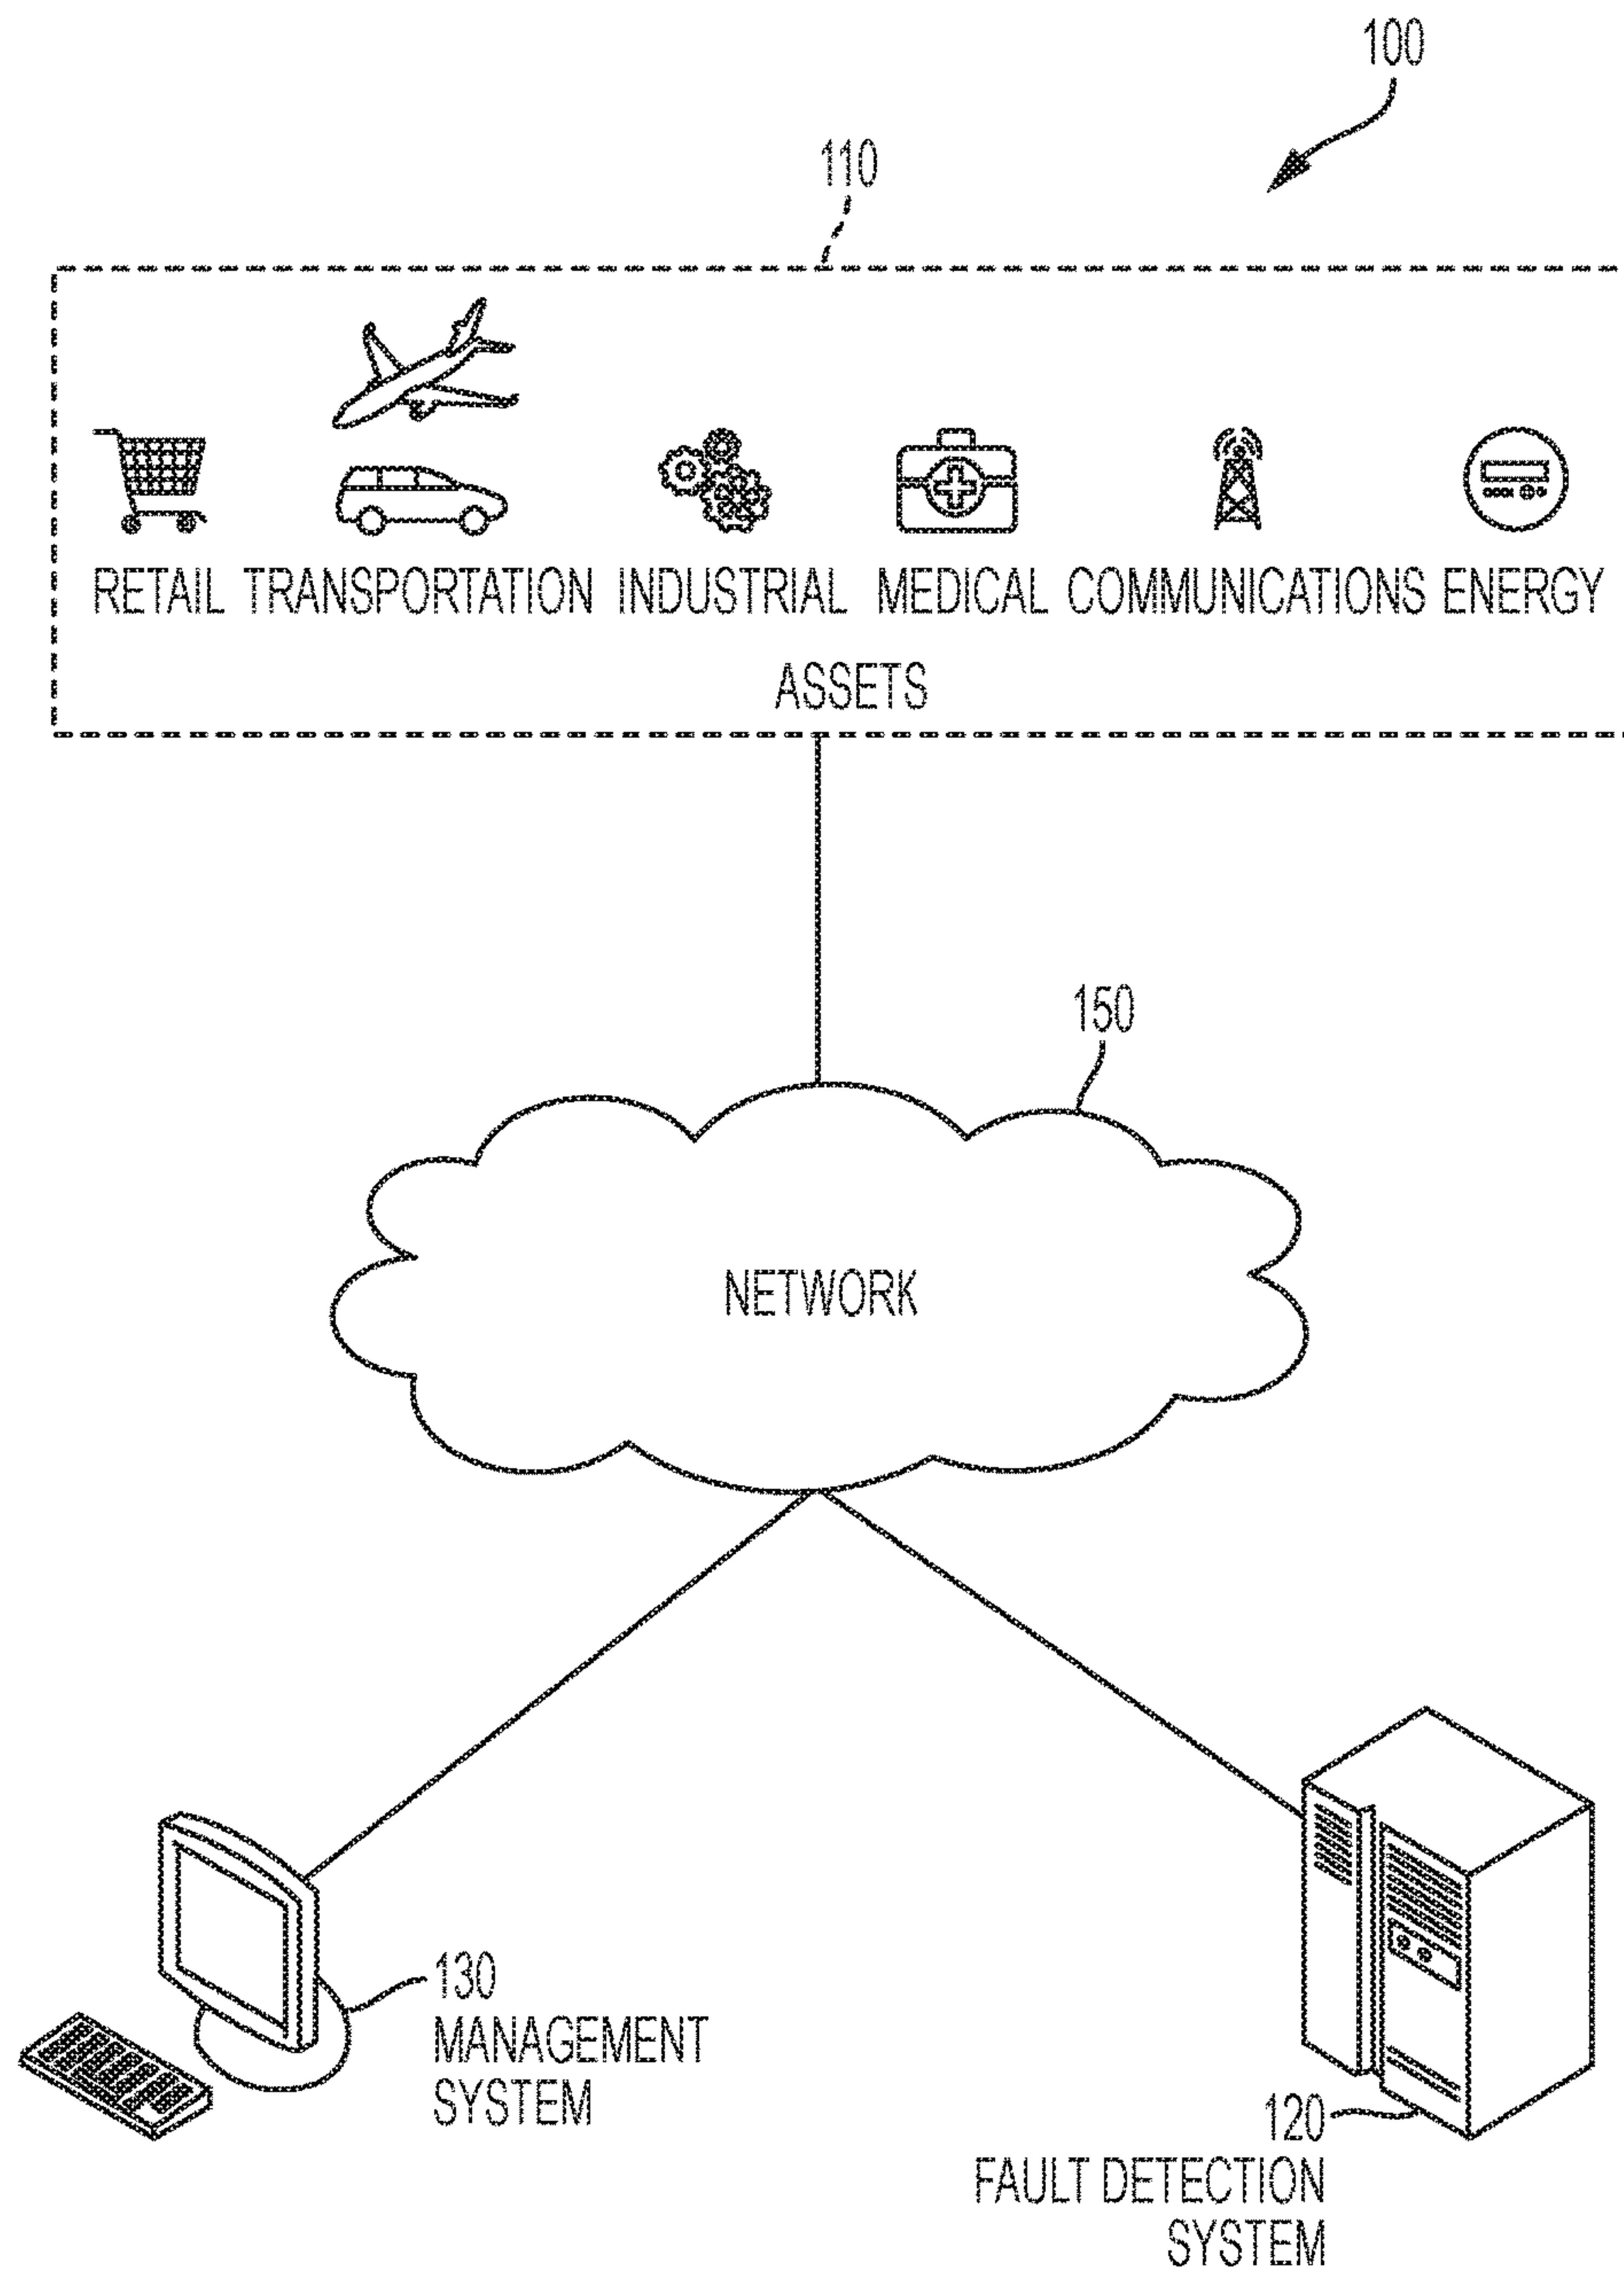 100
110
RETAIL TRANSPORTATION INDUSTRIAL MEDICAL COMMUNICATIONS ENERGY
ASSETS
150
NETWORK
130
MANAGEMENT
SYSTEM
120
FAULT DETECTION
SYSTEM